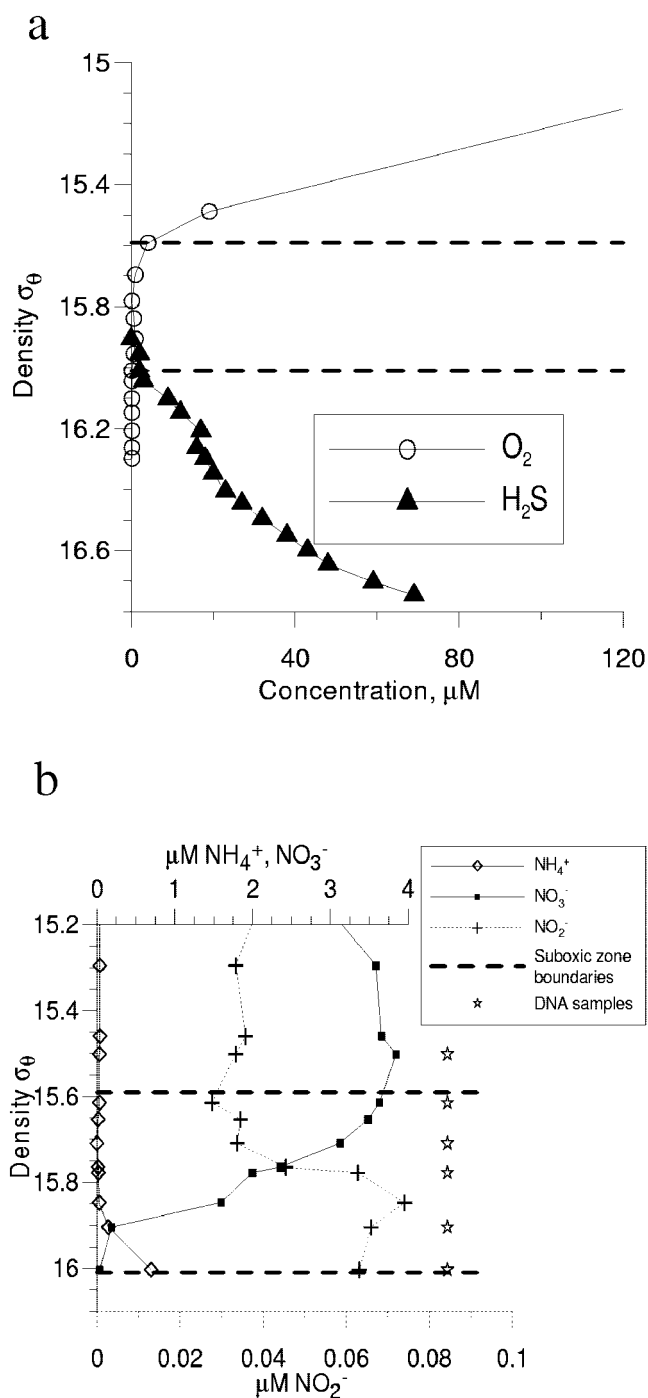 a
15
15.4
15.8
16.2
16.6
Density σθ
O₂
H₂S
0 40 80 120
Concentration, μM
b
μM NH₄⁺, NO₃⁻
0 1 2 3 4
15.2
15.4
15.6
15.8
16
Density σθ
NH₄⁺
NO₃⁻
NO₂⁻
Suboxic zone
boundaries
DNA samples
0 0.02 0.04 0.06 0.08 0.1
μM NO₂⁻